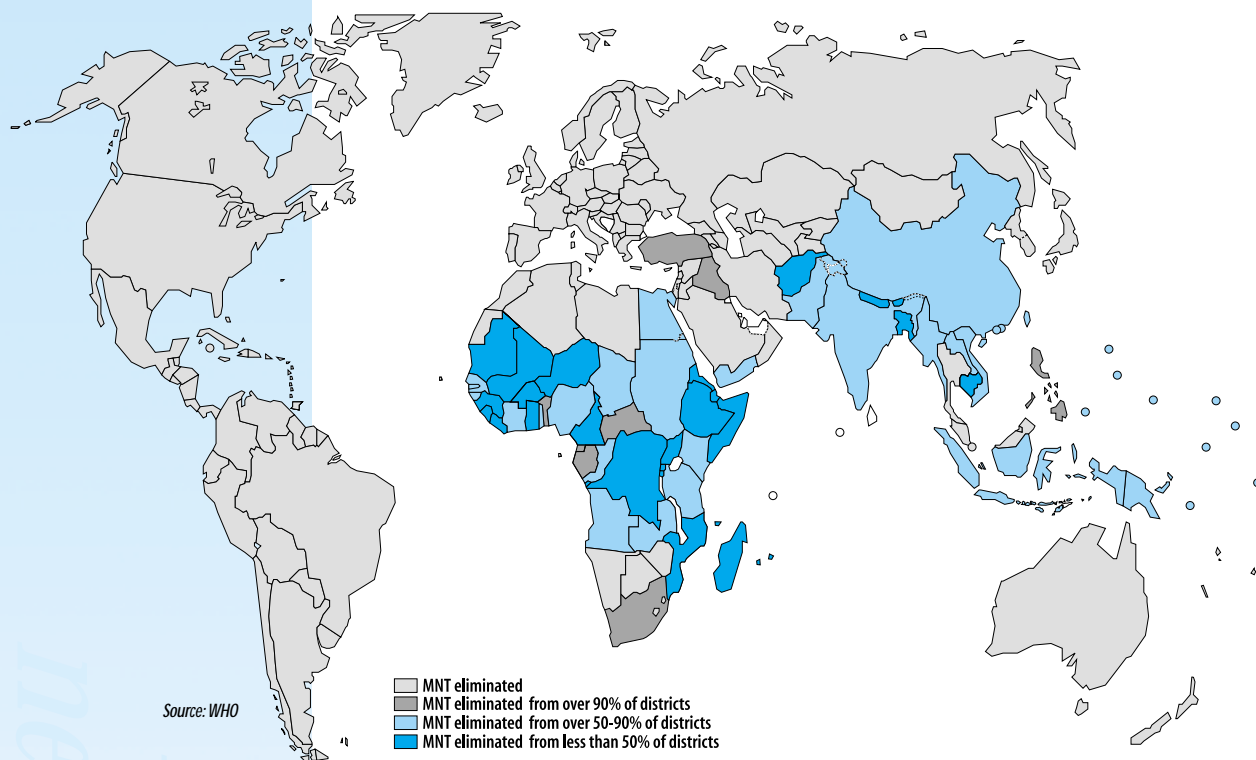 Source: WHO
MNT eliminated
MNT eliminated from over 90% of districts
MNT eliminated from over 50-90% of districts
MNT eliminated from less than 50% of districts
ne